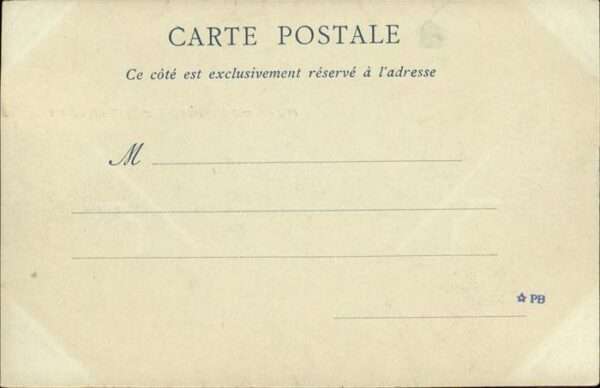 CARTE POSTALE
Ce côté est exclusivement réservé à l'adresse
M
☆ PB